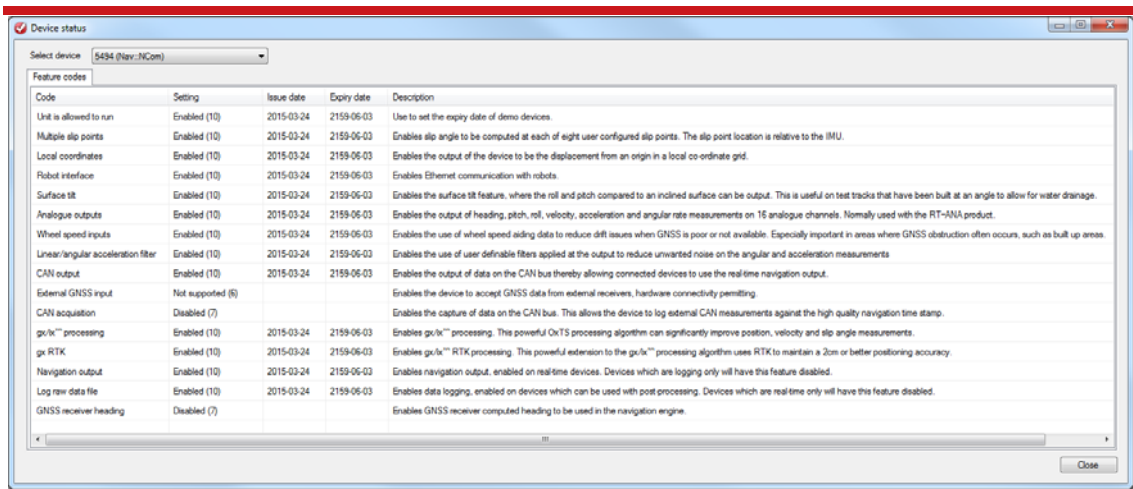 Device status
Select device 5494 (Nav::NCom)
Feature codes
Code Setting Issue date Expiry date Description
Unit is allowed to run Enabled (10) 2015-03-24 2159-06-03 Use to set the expiry date of demo devices.
Multiple slip points Enabled (10) 2015-03-24 2159-06-03 Enables slip angle to be computed at each of eight user configured slip points. The slip point location is relative to the IMU.
Local coordinates Enabled (10) 2015-03-24 2159-06-03 Enables the output of the device to be the displacement from an origin in a local co-ordinate grid.
Robot interface Enabled (10) 2015-03-24 2159-06-03 Enables Ethernet communication with robots.
Surface tilt Enabled (10) 2015-03-24 2159-06-03 Enables the surface tilt feature, where the roll and pitch compared to an inclined surface can be output. This is useful on test tracks that have been built at an angle to allow for water drainage.
Analogue outputs Enabled (10) 2015-03-24 2159-06-03 Enables the output of heading, pitch, roll, velocity, acceleration and angular rate measurements on 16 analogue channels. Normally used with the RT-ANA product.
Wheel speed inputs Enabled (10) 2015-03-24 2159-06-03 Enables the use of wheel speed aiding data to reduce drift issues when GNSS is poor or not available. Especially important in areas where GNSS obstruction often occurs, such as built up areas.
Linear/angular acceleration filter Enabled (10) 2015-03-24 2159-06-03 Enables the use of user definable filters applied at the output to reduce unwanted noise on the angular and acceleration measurements
CAN output Enabled (10) 2015-03-24 2159-06-03 Enables the output of data on the CAN bus thereby allowing connected devices to use the real-time navigation output.
External GNSS input Not supported (6) Enables the device to accept GNSS data from external receivers, hardware connectivity permitting.
CAN acquisition Disabled (7) Enables the capture of data on the CAN bus. This allows the device to log external CAN measurements against the high quality navigation time stamp.
gx/ix™ processing Enabled (10) 2015-03-24 2159-06-03 Enables gx/ix™ processing. This powerful OxTS processing algorithm can significantly improve position, velocity and slip angle measurements.
gx RTK Enabled (10) 2015-03-24 2159-06-03 Enables gx/ix™ RTK processing. This powerful extension to the gx/ix™ processing algorithm uses RTK to maintain a 2cm or better positioning accuracy.
Navigation output Enabled (10) 2015-03-24 2159-06-03 Enables navigation output, enabled on real-time devices. Devices which are logging only will have this feature disabled.
Log raw data file Enabled (10) 2015-03-24 2159-06-03 Enables data logging, enabled on devices which can be used with post processing. Devices which are real-time only will have this feature disabled.
GNSS receiver heading Disabled (7) Enables GNSS receiver computed heading to be used in the navigation engine.
Close